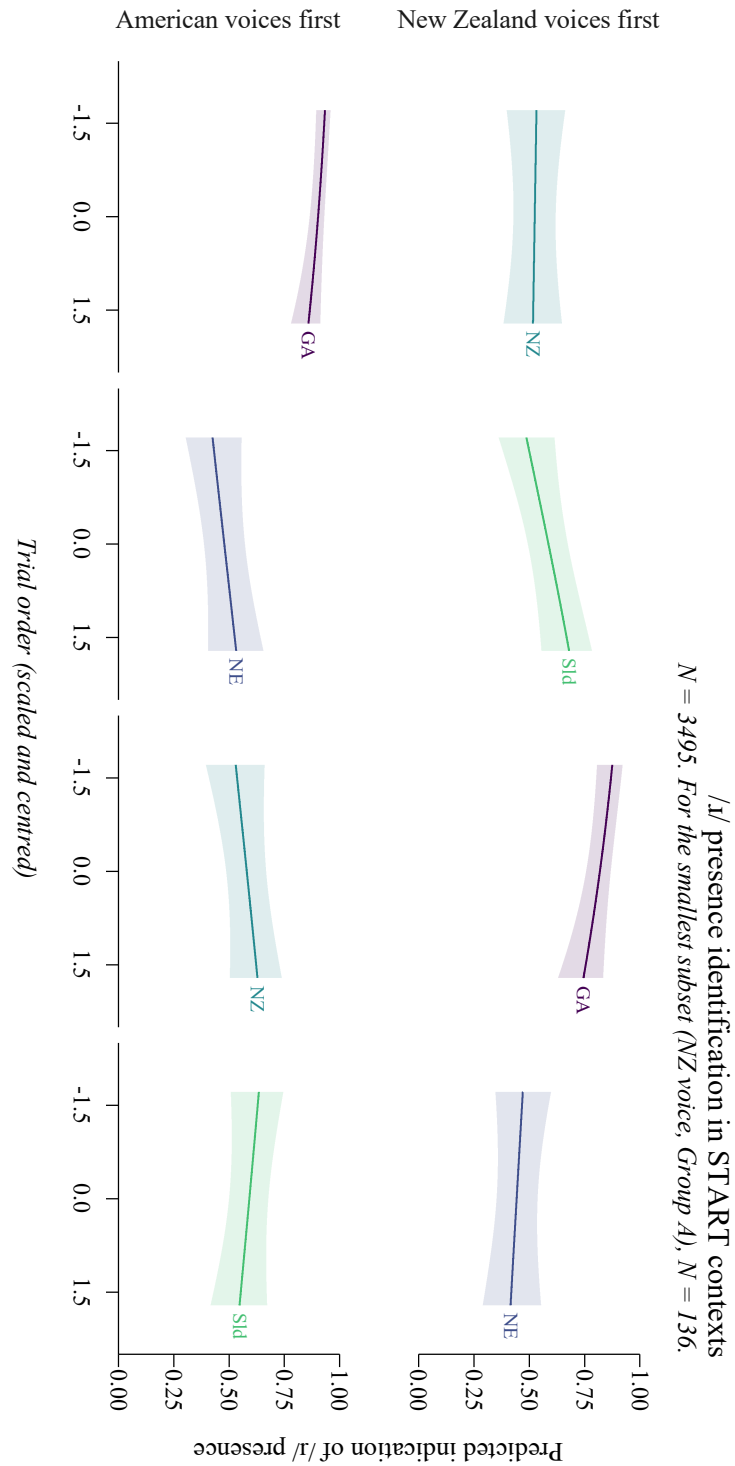 /ɹ/ presence identification in START contexts
N = 3495. For the smallest subset (NZ voice, Group A), N = 136.
New Zealand voices first
NZ
Sld
GA
NE
1.00
0.75
0.50
0.25
0.00
American voices first
GA
NE
NZ
Sld
1.00
0.75
0.50
0.25
0.00
Predicted indication of /ɹ/ presence
-1.5 0.0 1.5
-1.5 0.0 1.5
-1.5 0.0 1.5
-1.5 0.0 1.5
Trial order (scaled and centred)